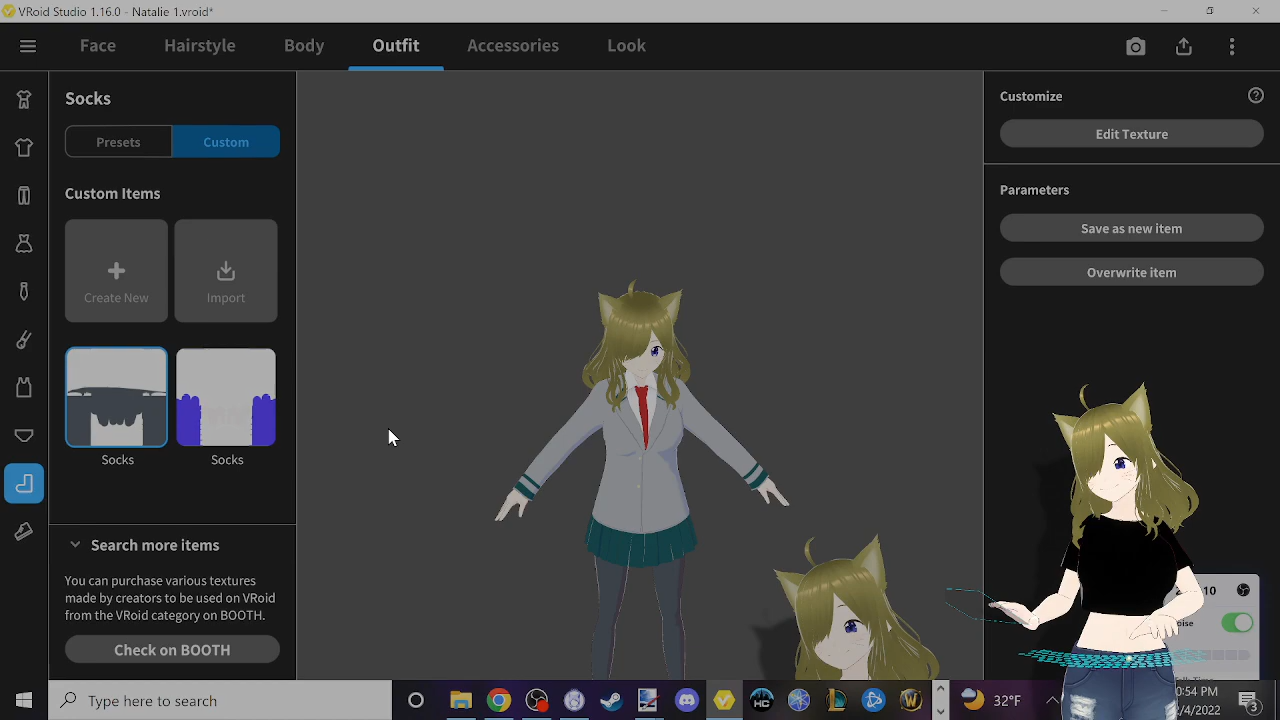 VRoid Studio 1.16.0 - Natalie 1.vroid*
Face Hairstyle Body Outfit Accessories Look
Socks
Presets Custom
Custom Items
Create New Import
Socks Socks
Search more items
You can purchase various textures
made by creators to be used on VRoid
from the VRoid category on BOOTH.
Check on BOOTH
Customize
Edit Texture
Parameters
Save as new item
Overwrite item
10
Type here to search
HC
W
32°F
0:54 PM
/4/2022
3